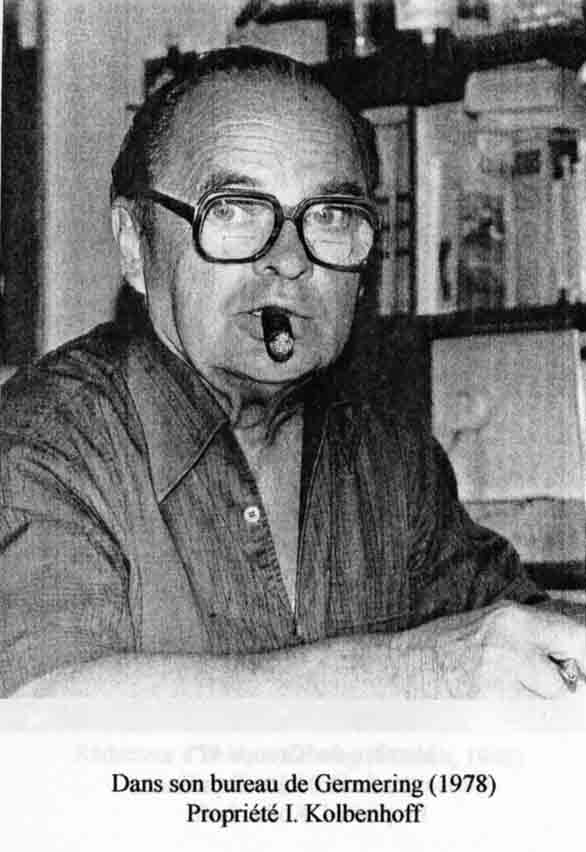 Dans son bureau de Germering (1978)
Propriété I. Kolbenhoff